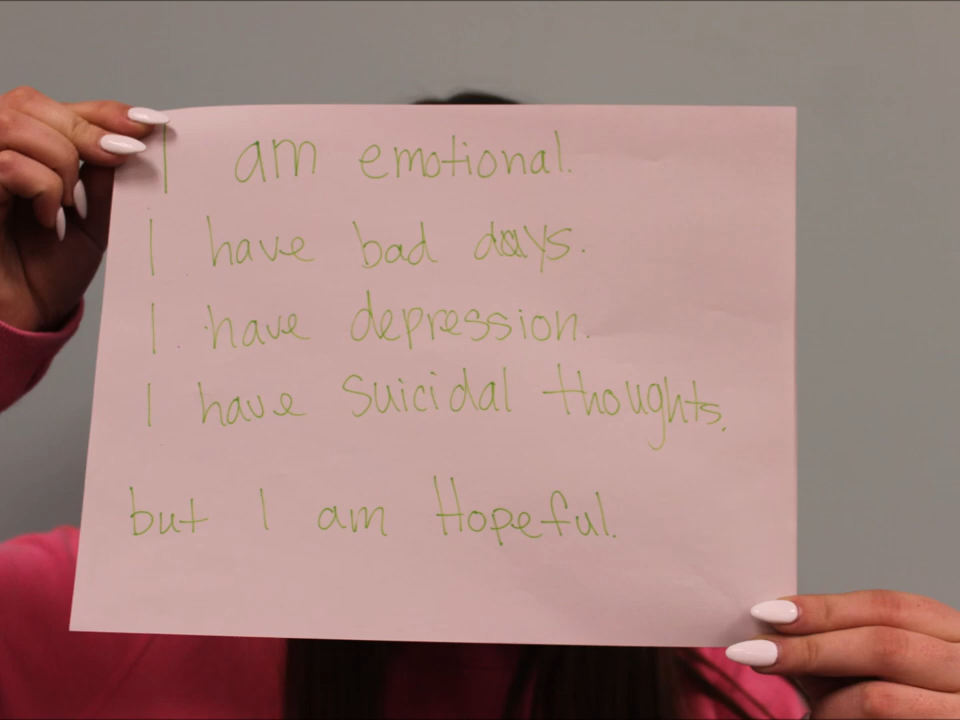 I am emotional.
I have bad days.
I have depression.
I have suicidal thoughts.
but I am Hopeful.